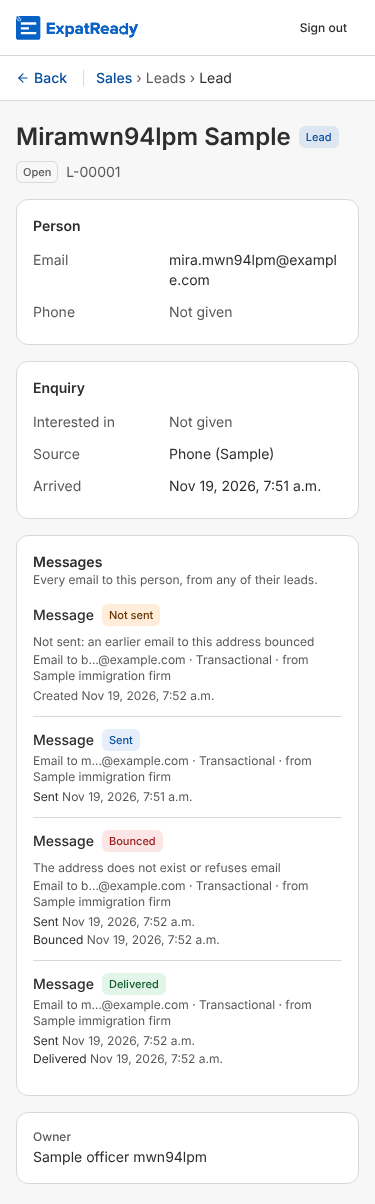 ExpatReady
Sign out
← Back
Sales › Leads › Lead
Miramwn94lpm Sample
Lead
Open
L-00001
Person
Email
mira.mwn94lpm@exampl
e.com
Phone
Not given
Enquiry
Interested in
Not given
Source
Phone (Sample)
Arrived
Nov 19, 2026, 7:51 a.m.
Messages
Every email to this person, from any of their leads.
Message
Not sent
Not sent: an earlier email to this address bounced
Email to b...@example.com · Transactional · from
Sample immigration firm
Created Nov 19, 2026, 7:52 a.m.
Message
Sent
Email to m...@example.com · Transactional · from
Sample immigration firm
Sent Nov 19, 2026, 7:51 a.m.
Message
Bounced
The address does not exist or refuses email
Email to b...@example.com · Transactional · from
Sample immigration firm
Sent Nov 19, 2026, 7:52 a.m.
Bounced Nov 19, 2026, 7:52 a.m.
Message
Delivered
Email to m...@example.com · Transactional · from
Sample immigration firm
Sent Nov 19, 2026, 7:52 a.m.
Delivered Nov 19, 2026, 7:52 a.m.
Owner
Sample officer mwn94lpm